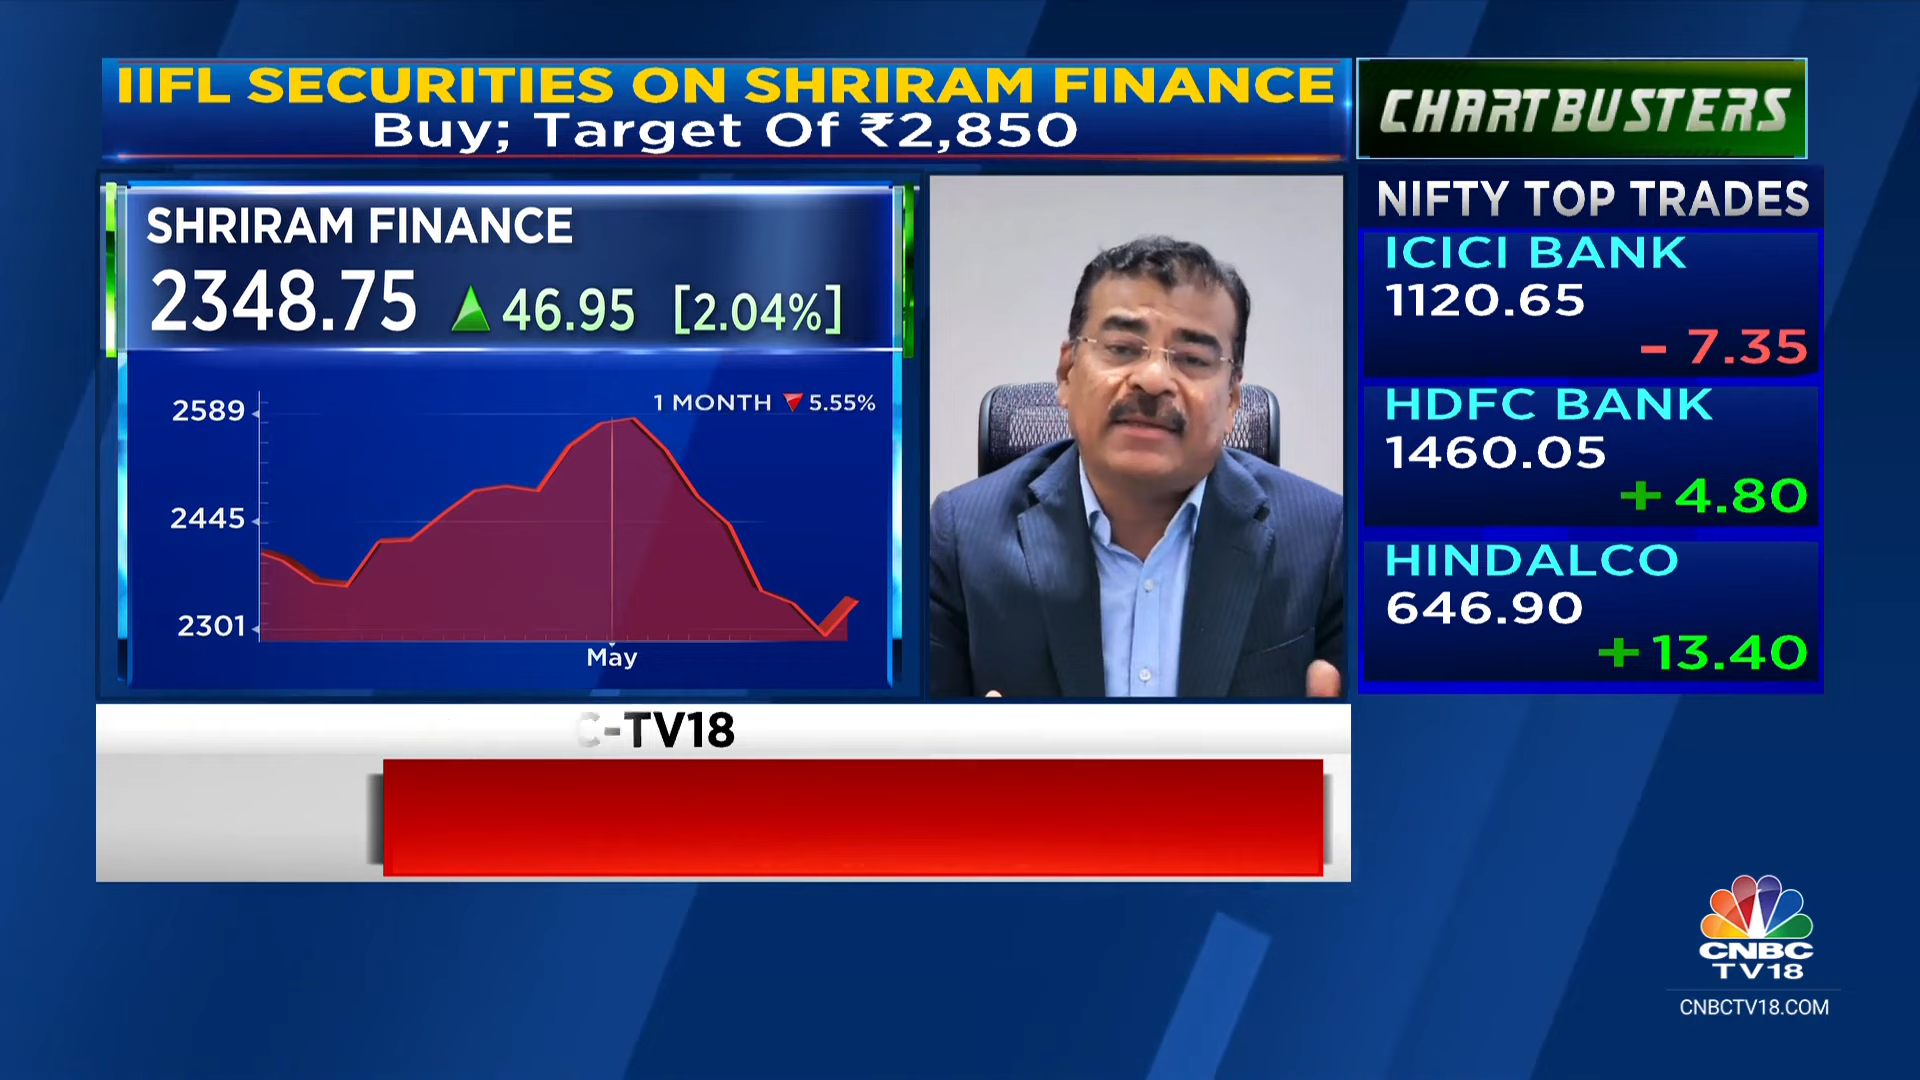 IIFL SECURITIES ON SHRIRAM FINANCE
Buy; Target Of ₹2,850
CHARTBUSTERS
SHRIRAM FINANCE
2348.75 ▲ 46.95 [2.04%]
1 MONTH ▼ 5.55%
2589
2445
2301
May
NIFTY TOP TRADES
ICICI BANK
1120.65
- 7.35
HDFC BANK
1460.05
+ 4.80
HINDALCO
646.90
+ 13.40
C-TV18
CNBC
TV18
CNBCTV18.COM